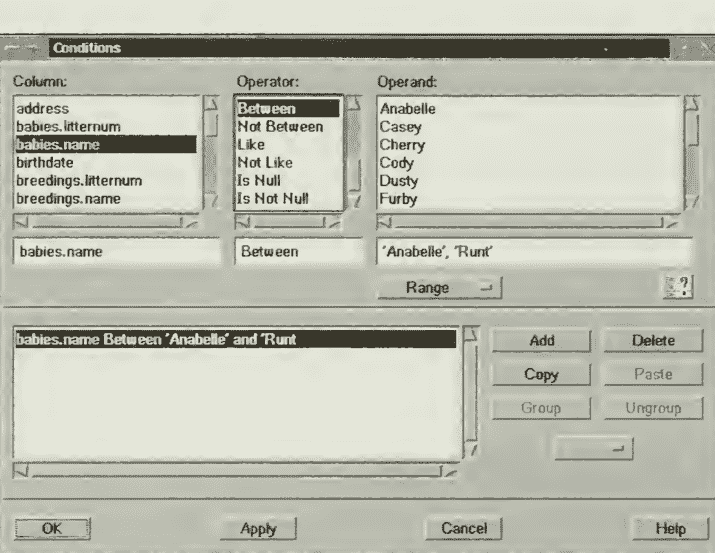 Conditions
Column:
Operator:
Operand:
address
babies.litternum
babies.name
birthdate
breedings.litternum
breedings.name
Between
Not Between
Like
Not Like
Is Null
Is Not Null
Anabelle
Casey
Cherry
Cody
Dusty
Furby
babies.name
Between
'Anabelle', 'Runt'
Range
?
babies.name Between 'Anabelle' and 'Runt
Add
Delete
Copy
Paste
Group
Ungroup
OK
Apply
Cancel
Help